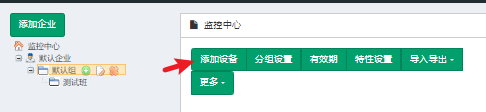 添加企业
监控中心
默认企业
默认组
测试班
监控中心
添加设备 分组设置 有效期 特性设置 导入导出
更多